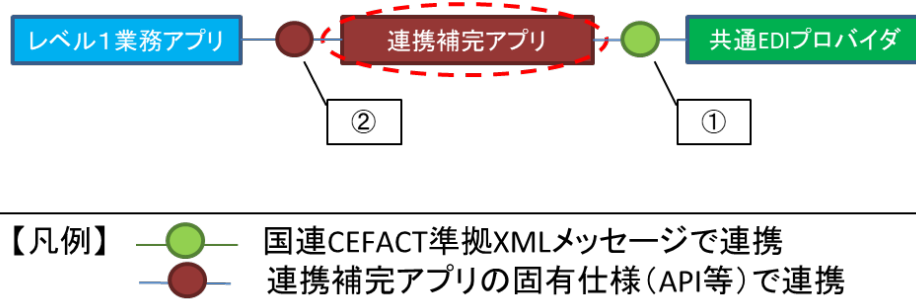 レベル1業務アプリ
連携補完アプリ
共通EDIプロバイダ
②
①
【凡例】
国連CEFACT準拠XMLメッセージで連携
連携補完アプリの固有仕様(API等)で連携